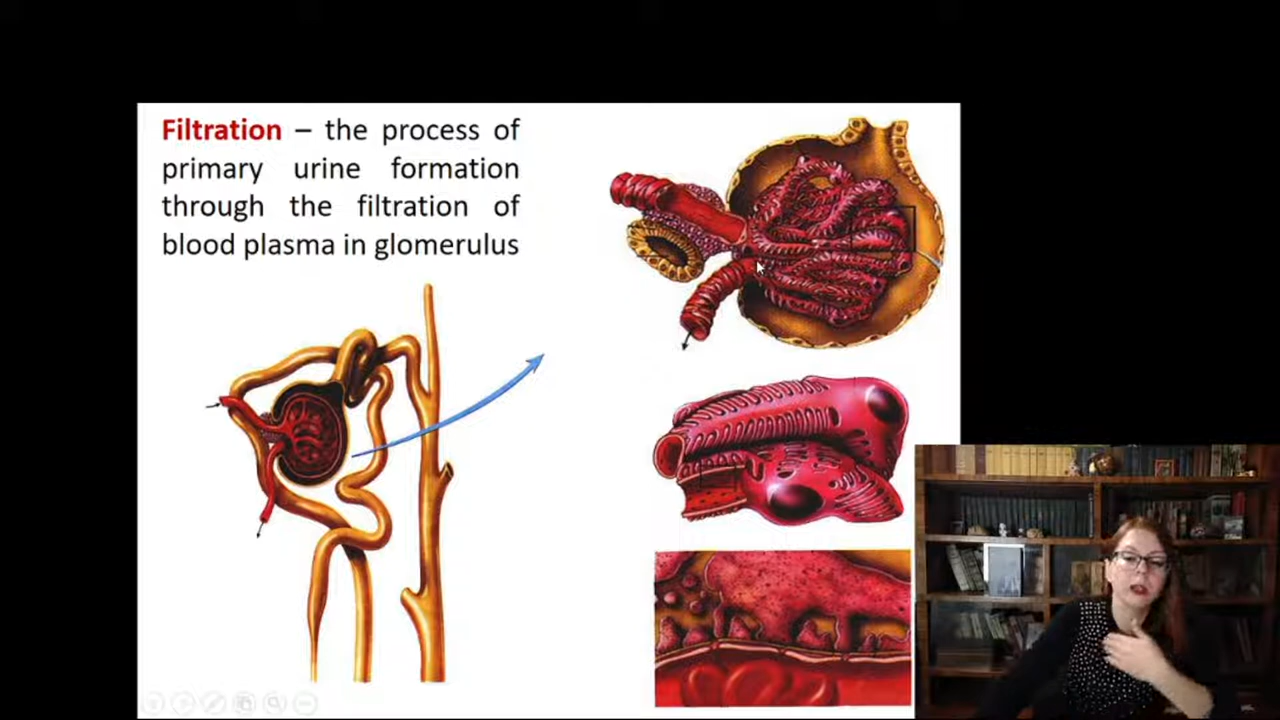 Filtration – the process of
primary urine formation
through the filtration of
blood plasma in glomerulus